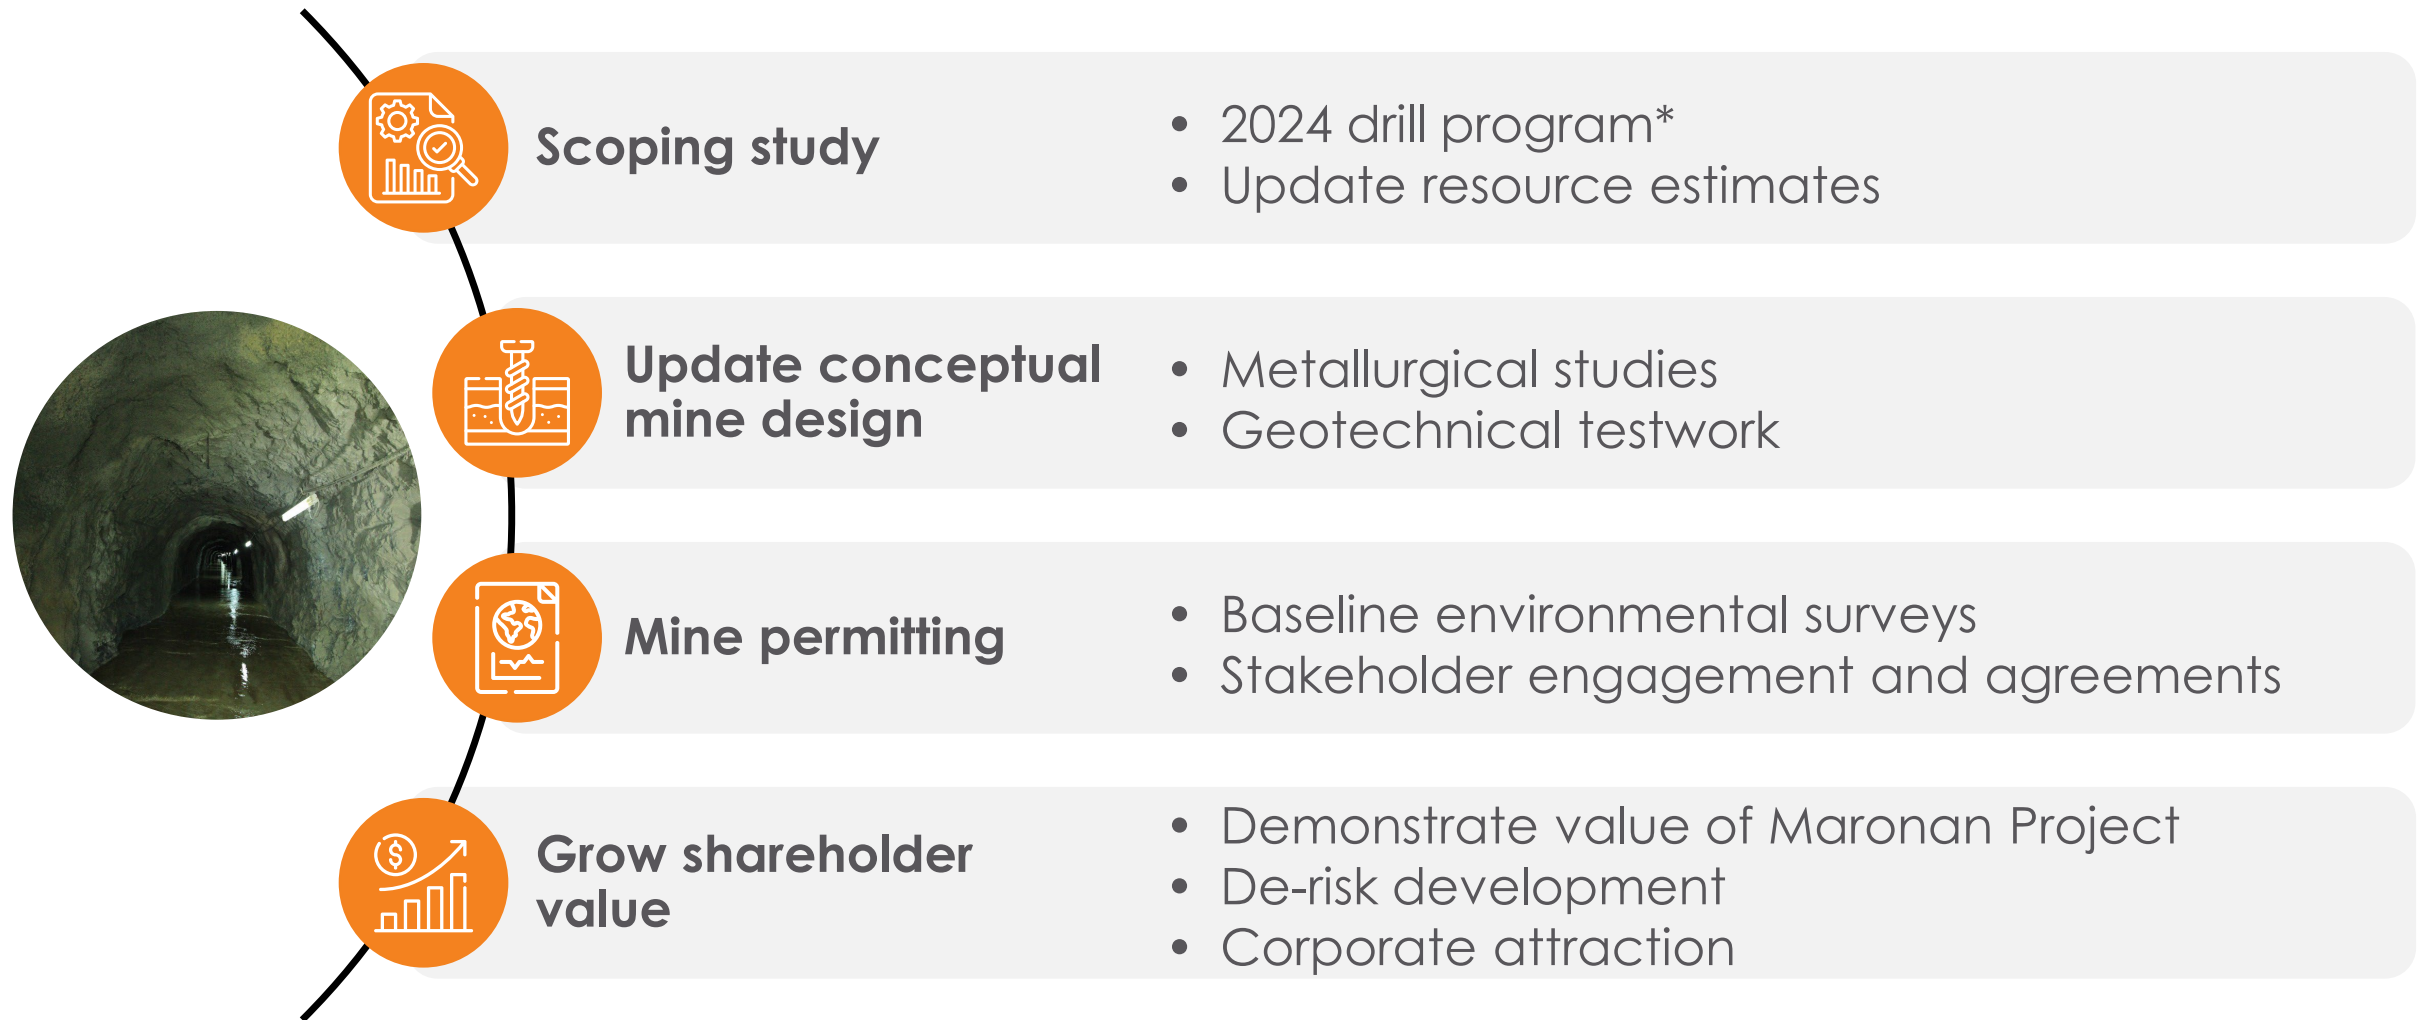 Scoping study
• 2024 drill program*
• Update resource estimates
Update conceptual
mine design
• Metallurgical studies
• Geotechnical testwork
Mine permitting
• Baseline environmental surveys
• Stakeholder engagement and agreements
Grow shareholder
value
• Demonstrate value of Maronan Project
• De-risk development
• Corporate attraction